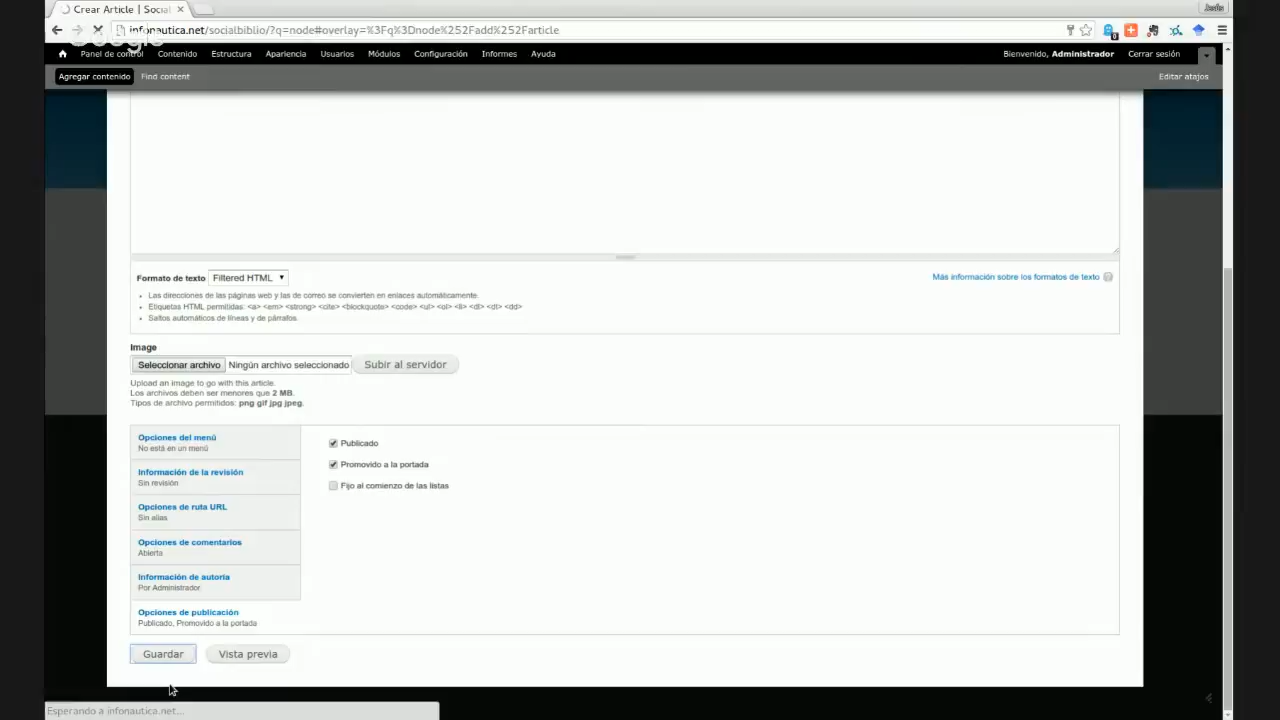 Crear Article | Social
Jesús
infonautica.net/socialbiblio/?q=node#overlay=%3Fq%3Dnode%252Fadd%252Farticle
Google
Panel de control Contenido Estructura Apariencia Usuarios Módulos Configuración Informes Ayuda Bienvenido, Administrador Cerrar sesión
Agregar contenido Find content Editar atajos
Formato de texto Filtered HTML Más información sobre los formatos de texto
Las direcciones de las páginas web y las de correo se convierten en enlaces automáticamente.
Etiquetas HTML permitidas: <a> <em> <strong> <cite> <blockquote> <code> <ul> <ol> <li> <dl> <dt> <dd>
Saltos automáticos de líneas y de párrafos.
Image
Seleccionar archivo Ningún archivo seleccionado Subir al servidor
Upload an image to go with this article.
Los archivos deben ser menores que 2 MB.
Tipos de archivo permitidos: png gif jpg jpeg.
Opciones del menú
No está en un menú
Información de la revisión
Sin revisión
Opciones de ruta URL
Sin alias
Opciones de comentarios
Abierta
Información de autoría
Por Administrador
Opciones de publicación
Publicado, Promovido a la portada
Publicado
Promovido a la portada
Fijo al comienzo de las listas
Guardar Vista previa
Esperando a infonautica.net...